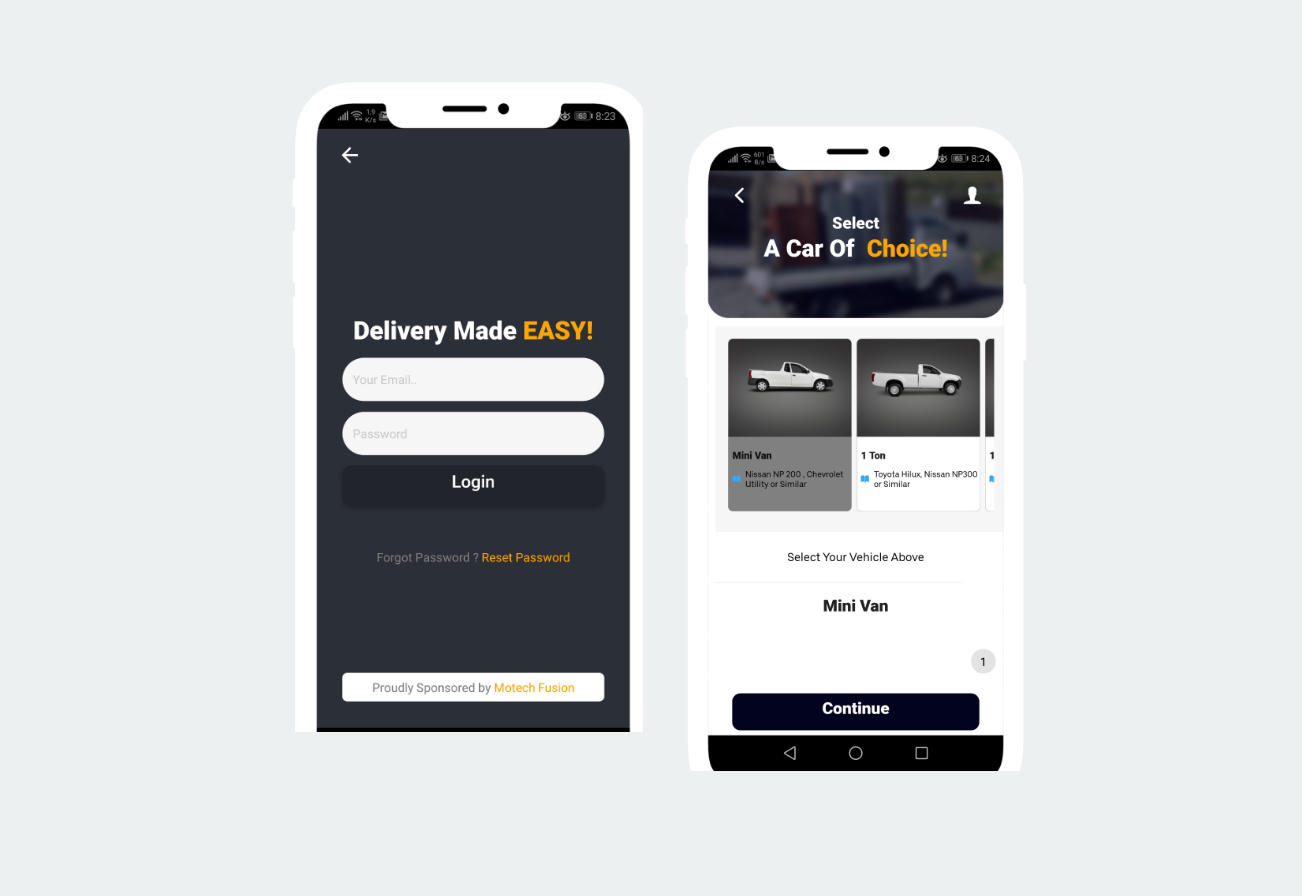 1.9
K/s
63
8:23
Delivery Made EASY!
Your Email..
Password
Login
Forgot Password ? Reset Password
Proudly Sponsored by Motech Fusion
601
B/s
63
8:24
Select
A Car Of Choice!
Mini Van
Nissan NP 200 , Chevrolet
Utility or Similar
1 Ton
Toyota Hilux, Nissan NP300
or Similar
1
Select Your Vehicle Above
Mini Van
1
Continue